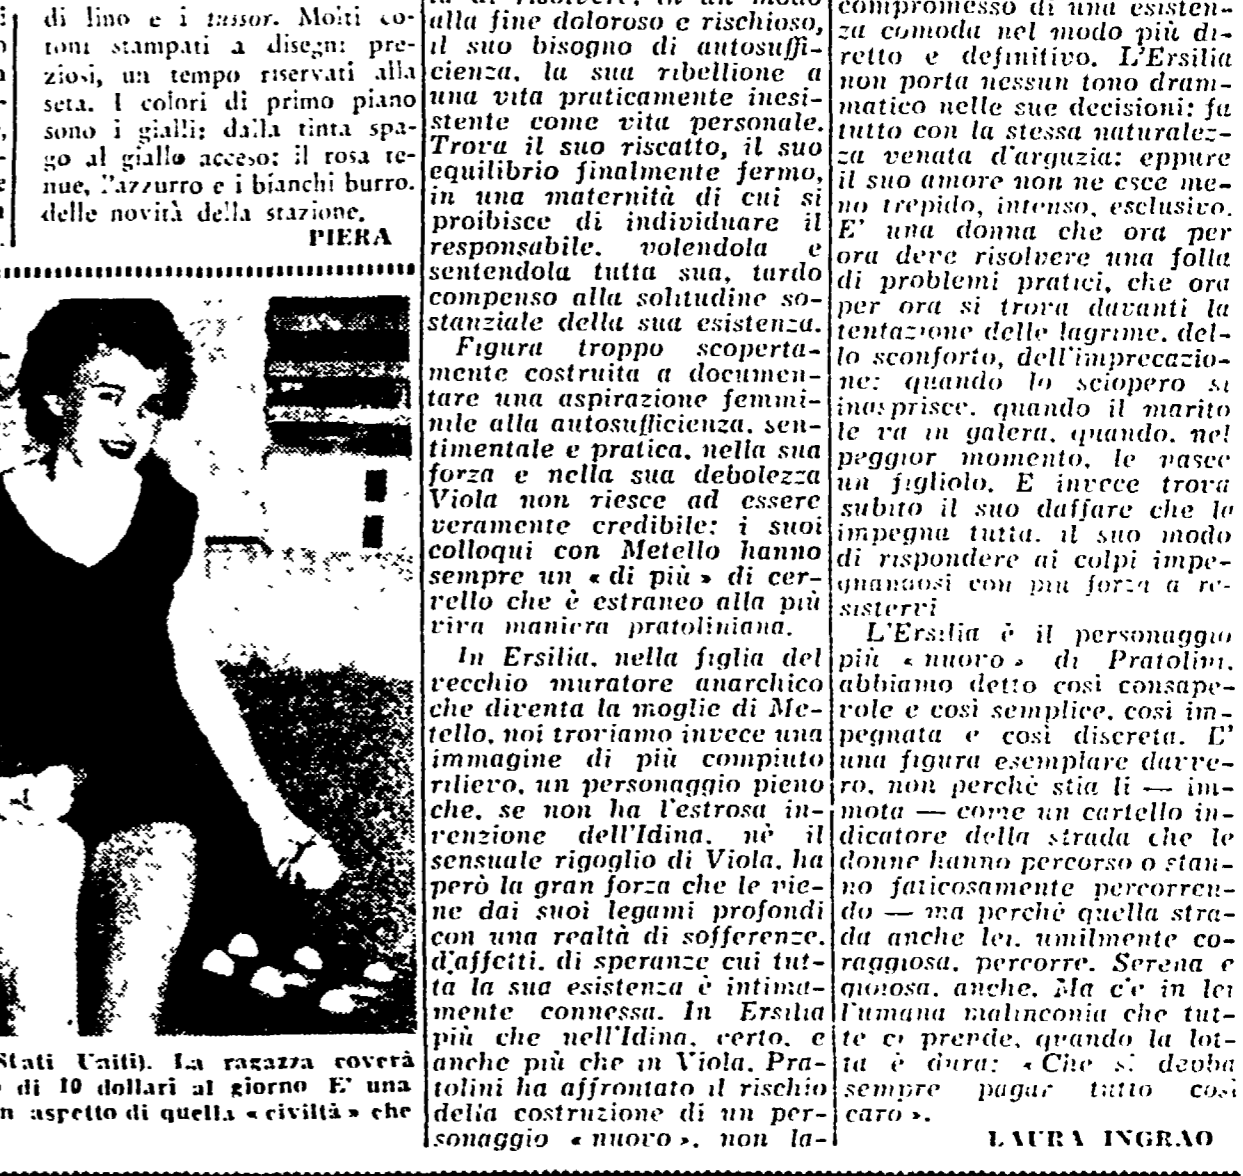 di lino e i tussor. Molti co-
toni stampati a disegni pre-
ziosi, un tempo riservati alla
seta. I colori di primo piano
sono i gialli: dalla tinta spa-
go al giallo acceso; il rosa te-
nue, l'azzurro e i bianchi burro.
delle novità della stazione.
PIERA
Stati Uniti). La ragazza coverà
di 10 dollari al giorno E' una
aspetto di quella « civiltà » che
alla fine doloroso e rischioso,
il suo bisogno di autosuffi-
cienza, la sua ribellione a
una vita praticamente inesi-
stente come vita personale.
Trova il suo riscatto, il suo
equilibrio finalmente fermo,
in una maternità di cui si
proibisce di individuare il
responsabile, volendola e
sentendola tutta sua, tardo
compenso alla solitudine so-
stanziale della sua esistenza.
Figura troppo scoperta-
mente costruita a documen-
tare una aspirazione femmi-
nile alla autosufficienza, sen-
timentale e pratica, nella sua
forza e nella sua debolezza
Viola non riesce ad essere
veramente credibile: i suoi
colloqui con Metello hanno
sempre un « di più » di cer-
vello che è estraneo alla più
viva maniera pratoliniana.
In Ersilia, nella figlia del
vecchio muratore anarchico
che diventa la moglie di Me-
tello, noi troviamo invece una
immagine di più compiuto
rilievo, un personaggio pieno
che, se non ha l'estrosa in-
venzione dell'Idina, nè il
sensuale rigoglio di Viola, ha
però la gran forza che le vie-
ne dai suoi legami profondi
con una realtà di sofferenze,
d'affetti, di speranze cui tut-
ta la sua esistenza è intima-
mente connessa. In Ersilia
più che nell'Idina, certo, e
anche più che in Viola, Pra-
tolini ha affrontato il rischio
della costruzione di un per-
sonaggio « nuovo », non la-
compromesso di una esisten-
za comoda nel modo più di-
retto e definitivo. L'Ersilia
non porta nessun tono dram-
matico nelle sue decisioni: fa
tutto con la stessa naturalez-
za venata d'arguzia: eppure
il suo amore non ne esce me-
no trepido, intenso, esclusivo.
E' una donna che ora per
ora deve risolvere una folla
di problemi pratici, che ora
per ora si trova davanti la
tentazione delle lagrime, del-
lo sconforto, dell'imprecazio-
ne: quando lo sciopero si
inasprisce, quando il marito
le va in galera, quando, nel
peggior momento, le nasce
un figliolo. E invece trova
subito il suo daffare che la
impegna tutta, il suo modo
di rispondere ai colpi impe-
gnandosi con più forza a re-
sistervi
L'Ersilia è il personaggio
più « nuovo » di Pratolini,
abbiamo detto così consape-
vole e così semplice, così im-
pegnata e così discreta. E'
una figura esemplare davve-
ro, non perchè stia lì — im-
mota — come un cartello in-
dicatore della strada che le
donne hanno percorso o stan-
no faticosamente percorren-
do — ma perchè quella stra-
da anche lei, umilmente co-
raggiosa, percorre. Serena e
gioiosa, anche. Ma c'è in lei
l'umana malinconia che tut-
te ci prende, quando la lot-
ta è dura: « Che si debba
sempre pagar tutto così
caro ».
LAURA INGRAO